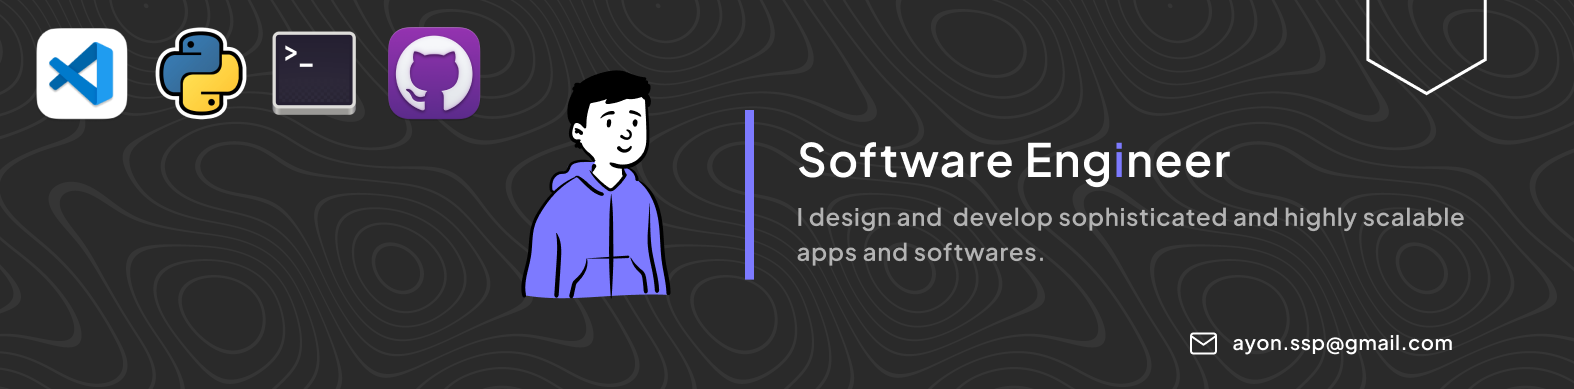 >_
Software Engineer
I design and  develop sophisticated and highly scalable
apps and softwares.
ayon.ssp@gmail.com